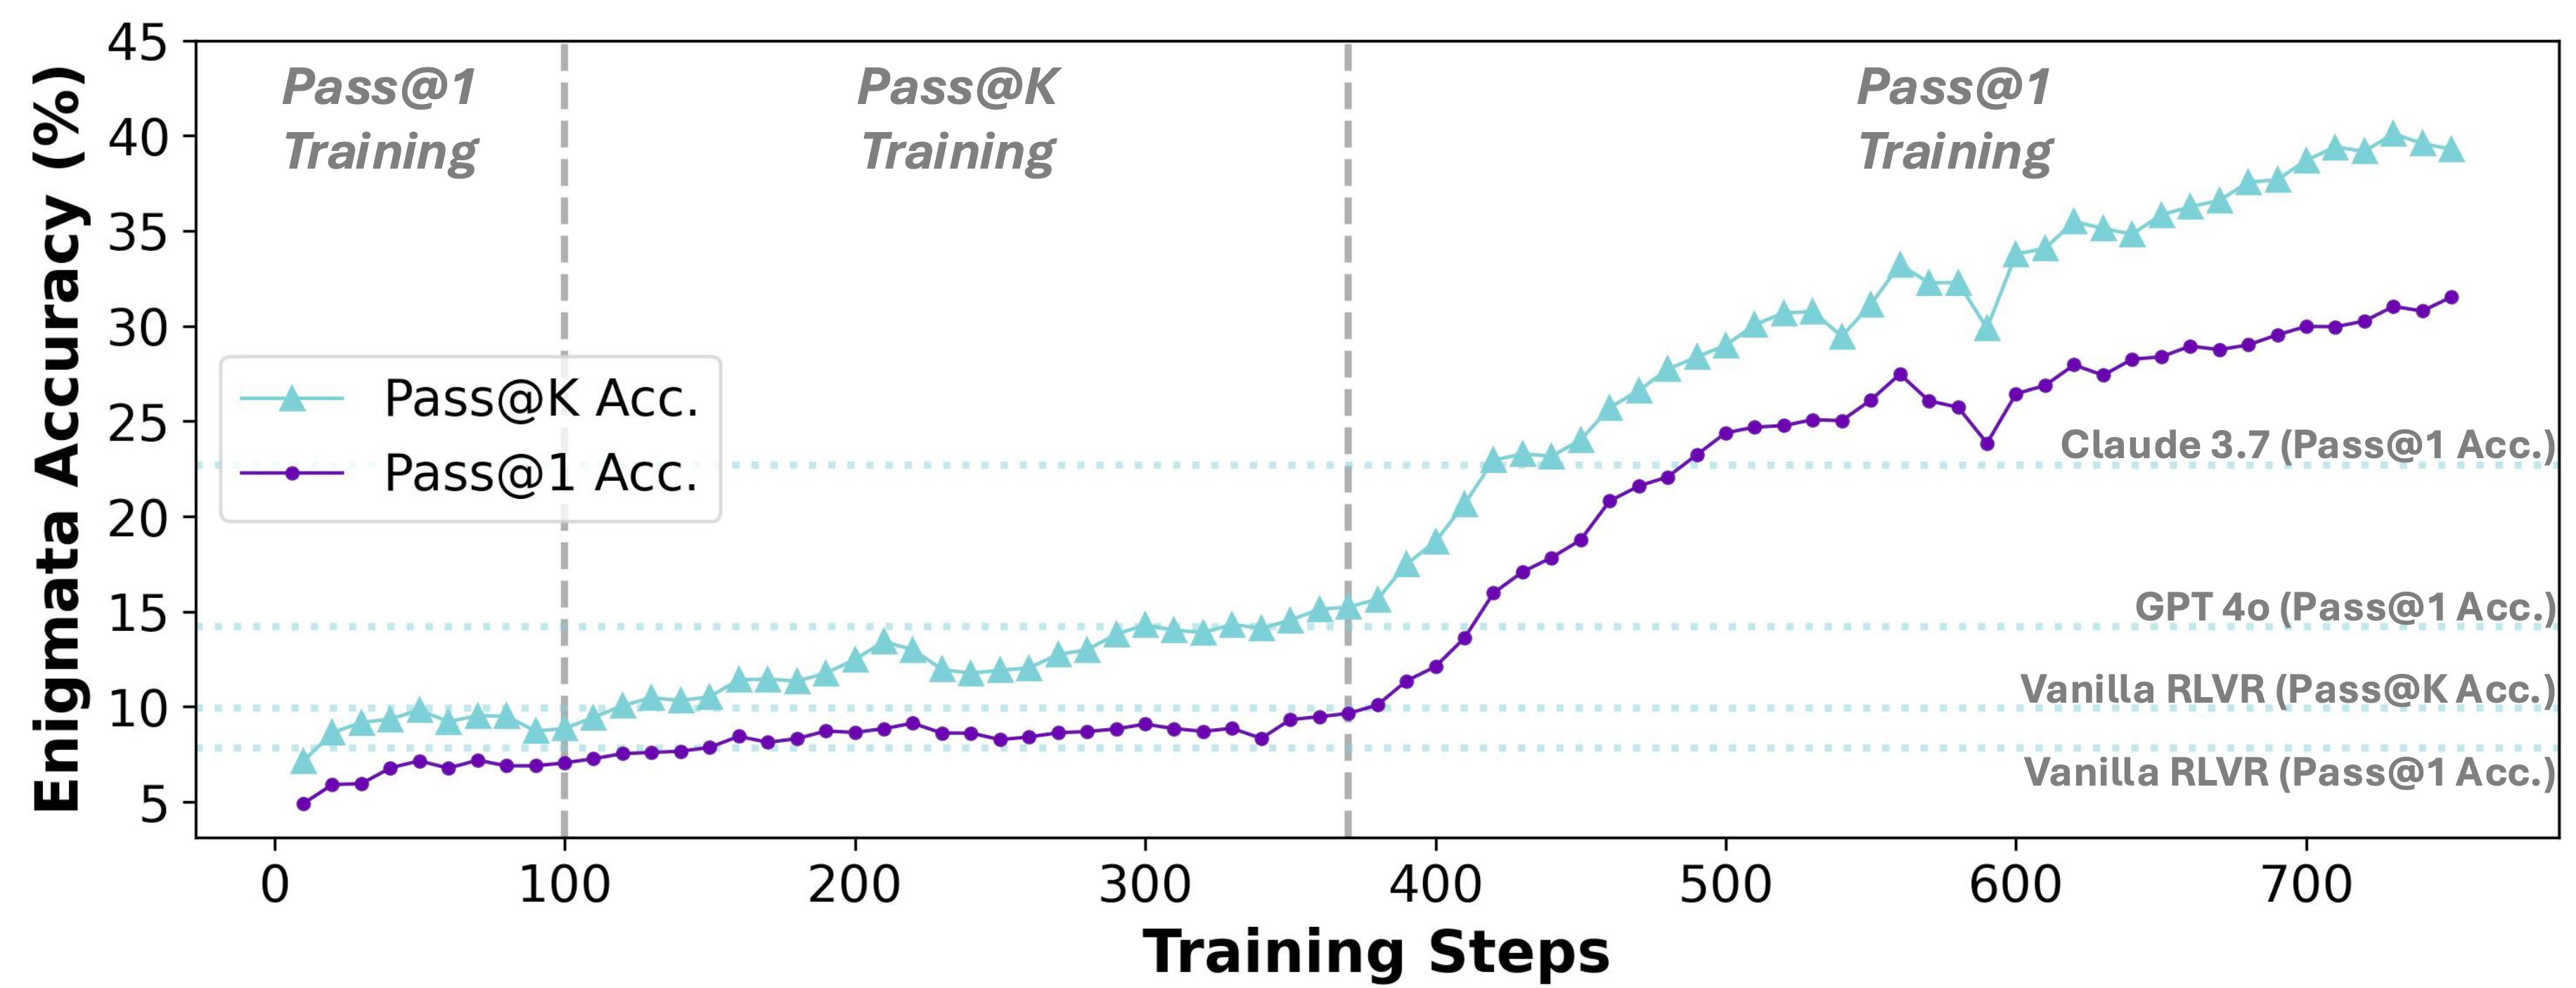 Enigmata Accuracy (%)
45
40
35
30
25
20
15
10
5
Pass@1
Training
Pass@K
Training
Pass@1
Training
Pass@K Acc.
Pass@1 Acc.
Claude 3.7 (Pass@1 Acc.)
GPT 4o (Pass@1 Acc.)
Vanilla RLVR (Pass@K Acc.)
Vanilla RLVR (Pass@1 Acc.)
0 100 200 300 400 500 600 700
Training Steps